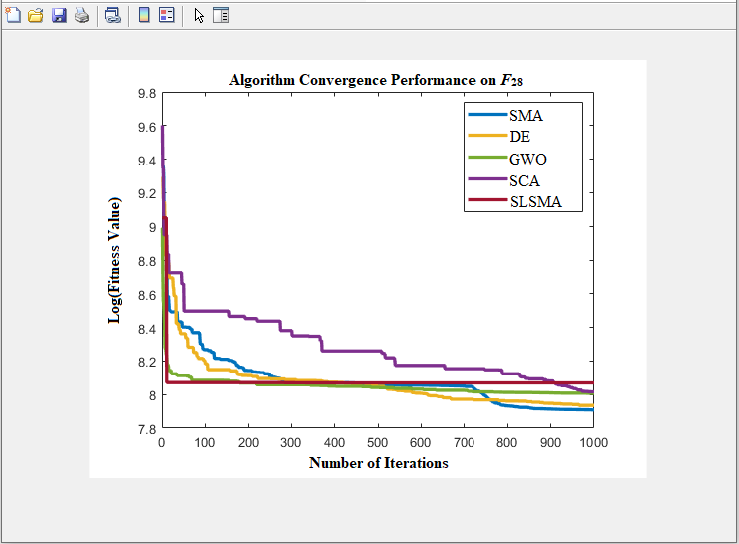 Algorithm Convergence Performance on F28
9.8
9.6
9.4
9.2
9
8.8
8.6
8.4
8.2
8
7.8
Log(Fitness Value)
SMA
DE
GWO
SCA
SLSMA
0 100 200 300 400 500 600 700 800 900 1000
Number of Iterations